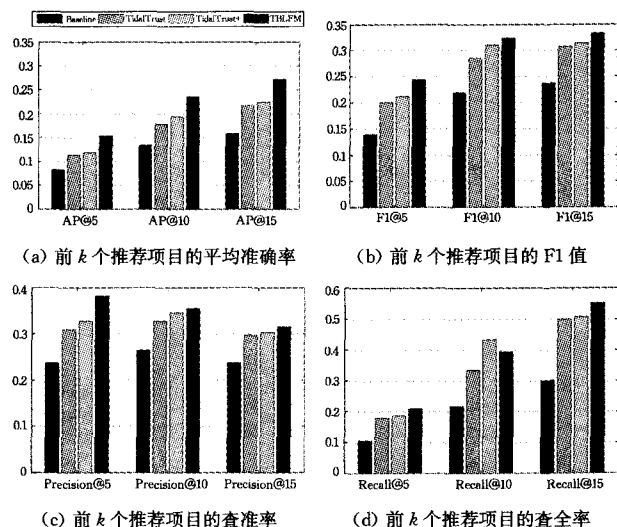 Baseline TidalTrust TidalTrust+ TBLFM
0.35
0.3
0.25
0.2
0.15
0.1
0.05
0
AP@5 AP@10 AP@15
(a) 前 k 个推荐项目的平均准确率
0.35
0.3
0.25
0.2
0.15
0.1
0.05
0
F1@5 F1@10 F1@15
(b) 前 k 个推荐项目的 F1 值
0.4
0.3
0.2
0.1
Precision@5 Precision@10 Precision@15
(c) 前 k 个推荐项目的查准率
0.6
0.5
0.4
0.3
0.2
0.1
Recall@5 Recall@10 Recall@15
(d) 前 k 个推荐项目的查全率